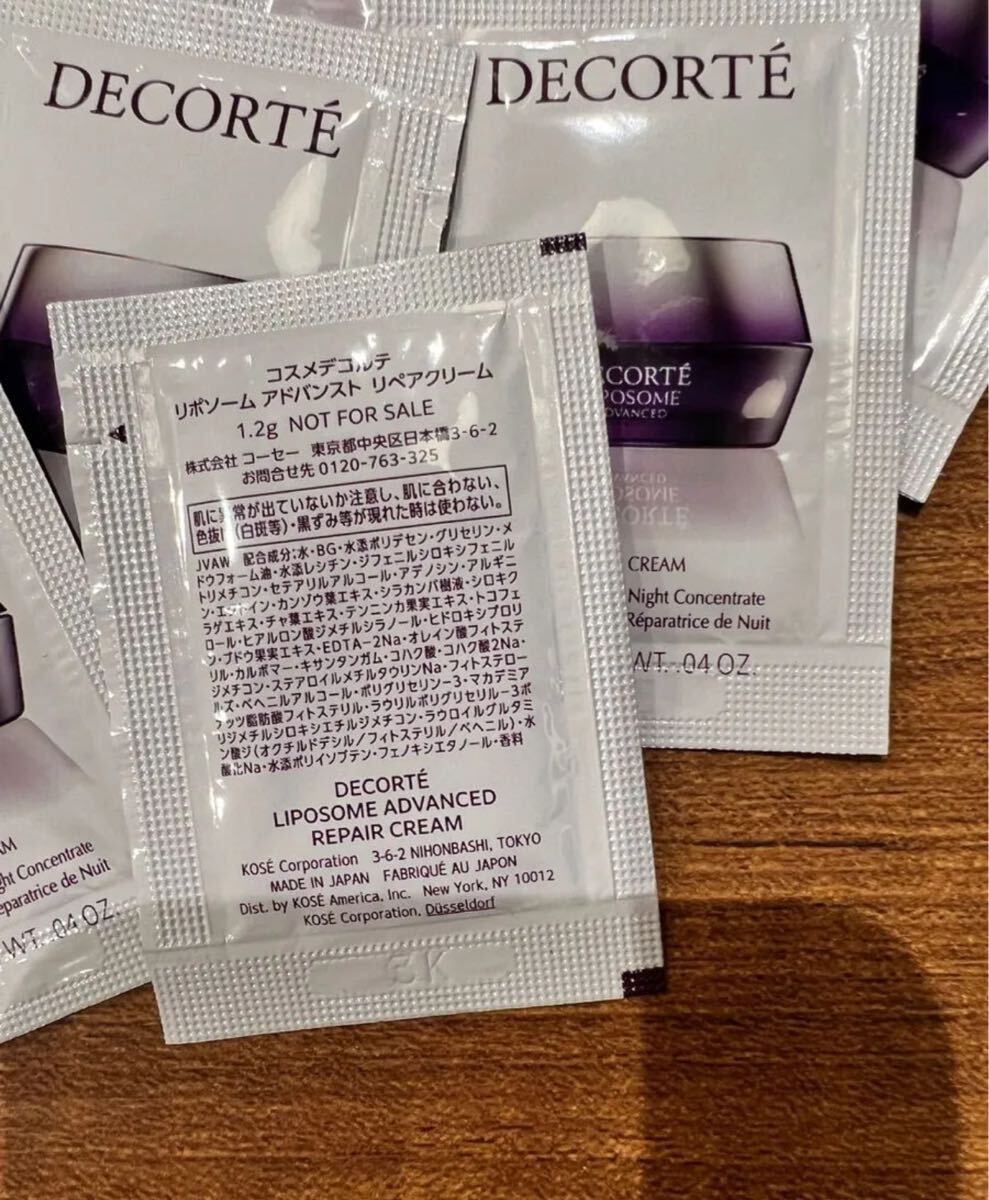 DECORTÉ
DECORTÉ
CORTÉ
POSOME
DVANCED
CREAM
Night Concentrate
Réparatrice de Nuit
WT. .04 OZ.
コスメデコルテ
リポソーム アドバンスト リペアクリーム
1.2g NOT FOR SALE
株式会社 コーセー 東京都中央区日本橋3-6-2
お問合せ先 0120-763-325
肌に異常が出ていないか注意し、肌に合わない、
色抜け(白斑等)・黒ずみ等が現れた時は使わない。
JVAW 配合成分:水・BG・水添ポリデセン・グリセリン・メ
ドウフォーム油・水添レシチン・ジフェニルシロキシフェニル
トリメチコン・セテアリルアルコール・アデノシン・アルギニ
ン・エクトイン・カンゾウ葉エキス・シラカンバ樹液・シロキク
ラゲエキス・チャ葉エキス・テンニンカ果実エキス・トコフェ
ロール・ヒアルロン酸ジメチルシラノール・ヒドロキシプロリ
ン・ブドウ果実エキス・EDTA-2Na・オレイン酸フィトステ
リル・カルボマー・キサンタンガム・コハク酸・コハク酸2Na・
ジメチコン・ステアロイルメチルタウリンNa・フィトステロー
ルズ・ベヘニルアルコール・ポリグリセリン-3・マカデミア
ナッツ脂肪酸フィトステリル・ラウリルポリグリセリル-3ポ
リジメチルシロキシエチルジメチコン・ラウロイルグルタミ
ン酸ジ(オクチルドデシル/フィトステリル/ベヘニル)・水
酸化Na・水添ポリイソブテン・フェノキシエタノール・香料
DECORTÉ
LIPOSOME ADVANCED
REPAIR CREAM
KOSÉ Corporation 3-6-2 NIHONBASHI, TOKYO
MADE IN JAPAN FABRIQUÉ AU JAPON
Dist. by KOSÉ America, Inc. New York, NY 10012
KOSÉ Corporation, Düsseldorf
AM
ght Concentrate
éparatrice de Nuit
WT. .04 OZ.